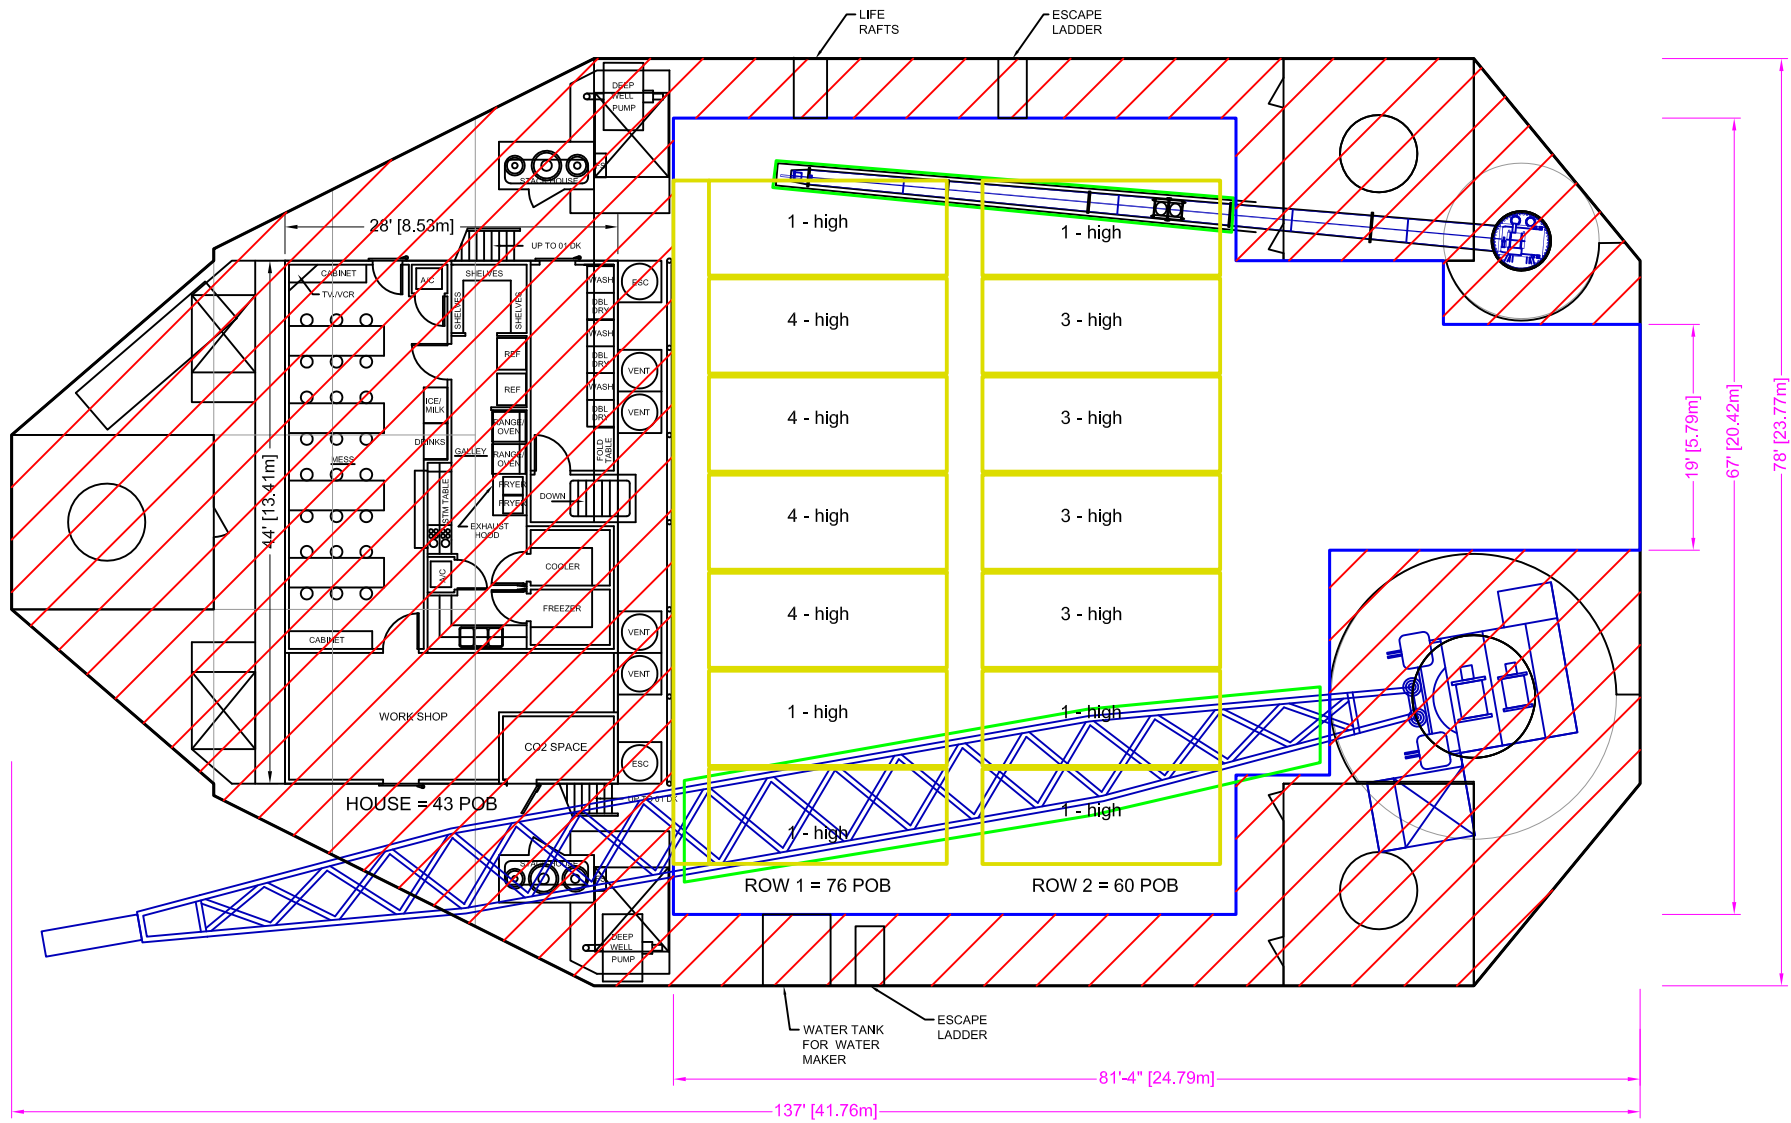 LIFE
RAFTS
ESCAPE
LADDER
DEEP
WELL
PUMP
STACKHOUSE
28' [8.53m]
UP TO 01 DK
CABINET
TV./VCR
A/C
SHELVES
SHELVES
SHELVES
WASH
DBL
DRY
WASH
DBL
DRY
WASH
DBL
DRY
FOLD
TABLE
ESC
VENT
VENT
REF
REF
ICE/
MILK
DRINKS
RANGE/
OVEN
RANGE/
OVEN
GALLEY
MESS
FRYER
FRYER
STM TABLE
EXHAUST
HOOD
DOWN
A/C
COOLER
FREEZER
CABINET
44' [13.41m]
VENT
VENT
WORK SHOP
CO2 SPACE
ESC
HOUSE = 43 POB
UP TO 01 DK
STACKHOUSE
DEEP
WELL
PUMP
1 - high
1 - high
4 - high
3 - high
4 - high
3 - high
4 - high
3 - high
4 - high
3 - high
1 - high
1 - high
1 - high
1 - high
ROW 1 = 76 POB
ROW 2 = 60 POB
19' [5.79m]
67' [20.42m]
78' [23.77m]
WATER TANK
FOR WATER
MAKER
ESCAPE
LADDER
81'-4" [24.79m]
137' [41.76m]